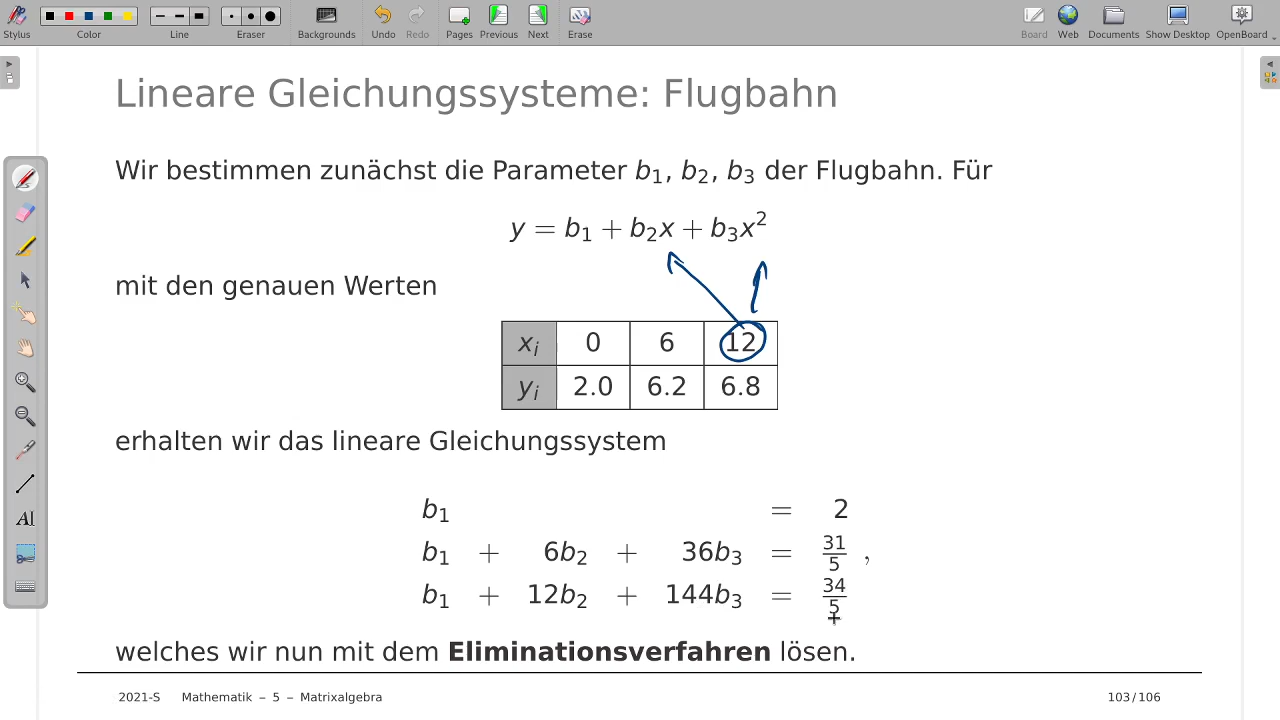 Stylus Color Line Eraser Backgrounds Undo Redo Pages Previous Next Erase Board Web Documents Show Desktop OpenBoard
Lineare Gleichungssysteme: Flugbahn
Wir bestimmen zunächst die Parameter b₁, b₂, b₃ der Flugbahn. Für
y = b₁ + b₂x + b₃x²
mit den genauen Werten
xᵢ 0 6 12
yᵢ 2.0 6.2 6.8
erhalten wir das lineare Gleichungssystem
b₁ = 2
b₁ + 6b₂ + 36b₃ = 31/5 ,
b₁ + 12b₂ + 144b₃ = 34/5
welches wir nun mit dem Eliminationsverfahren lösen.
2021-S Mathematik – 5 – Matrixalgebra 103/106